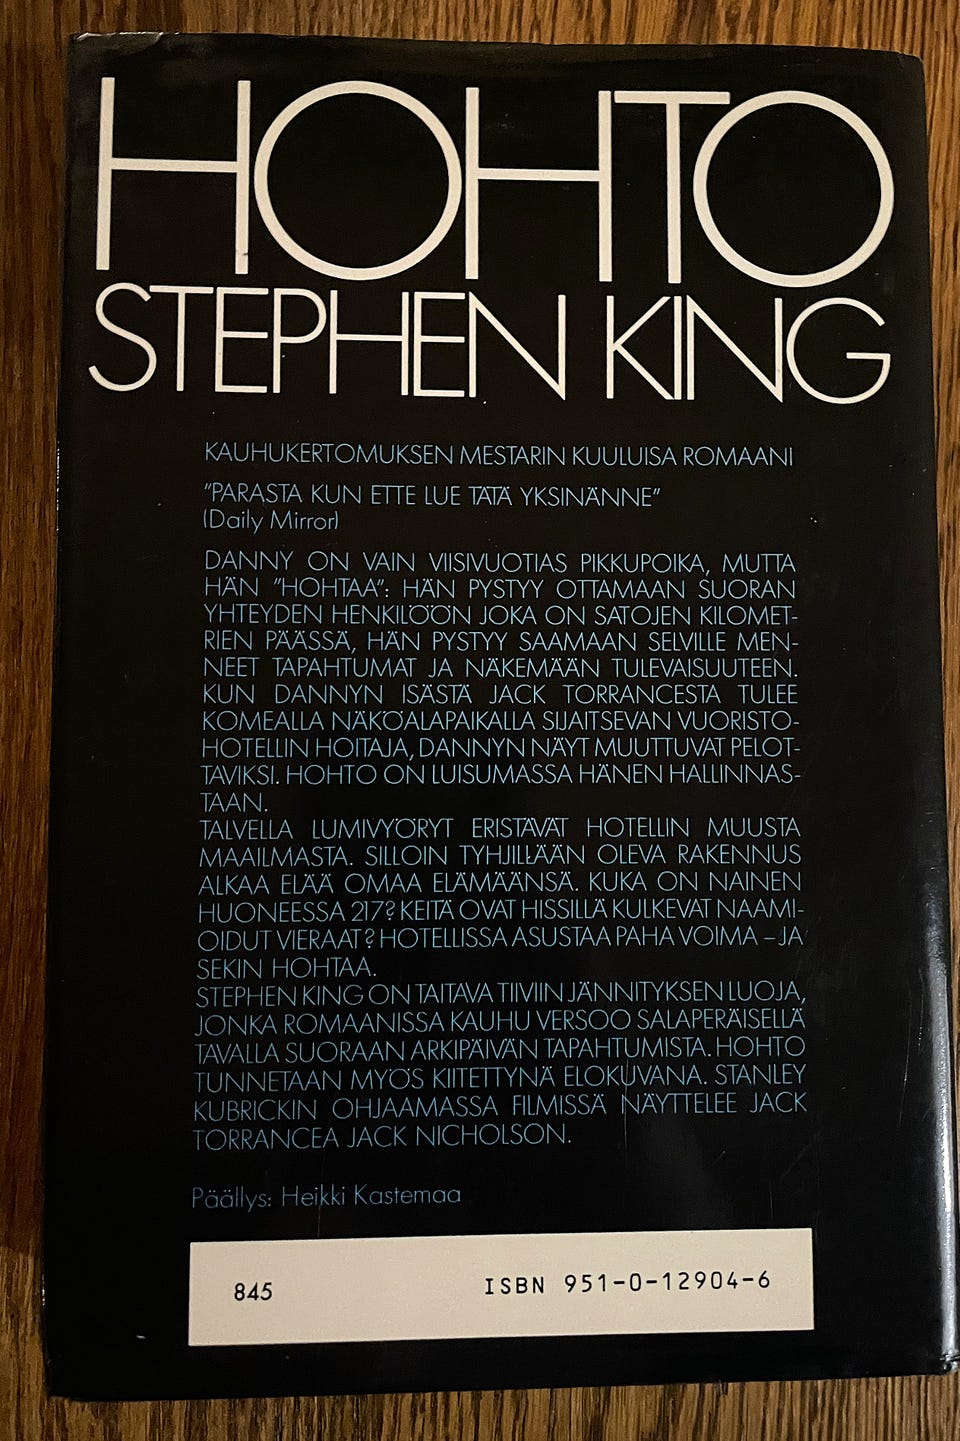 HOHTO
STEPHEN KING
KAUHUKERTOMUKSEN MESTARIN KUULUISA ROMAANI
"PARASTA KUN ETTE LUE TÄTÄ YKSINÄNNE"
(Daily Mirror)
DANNY ON VAIN VIISIVUOTIAS PIKKUPOIKA, MUTTA
HÄN "HOHTAA": HÄN PYSTYY OTTAMAAN SUORAN
YHTEYDEN HENKILÖÖN JOKA ON SATOJEN KILOMET-
RIEN PÄÄSSÄ, HÄN PYSTYY SAAMAAN SELVILLE MEN-
NEET TAPAHTUMAT JA NÄKEMÄÄN TULEVAISUUTEEN.
KUN DANNYN ISÄSTÄ JACK TORRANCESTA TULEE
KOMEALLA NÄKÖALAPAIKALLA SIJAITSEVAN VUORISTO-
HOTELLIN HOITAJA, DANNYN NÄYT MUUTTUVAT PELOT-
TAVIKSI. HOHTO ON LUISUMASSA HÄNEN HALLINNAS-
TAAN.
TALVELLA LUMIVYÖRYT ERISTÄVÄT HOTELLIN MUUSTA
MAAILMASTA. SILLOIN TYHJILLÄÄN OLEVA RAKENNUS
ALKAA ELÄÄ OMAA ELÄMÄÄNSÄ. KUKA ON NAINEN
HUONEESSA 217? KEITÄ OVAT HISSILLÄ KULKEVAT NAAMI-
OIDUT VIERAAT? HOTELLISSA ASUSTAA PAHA VOIMA – JA
SEKIN HOHTAA.
STEPHEN KING ON TAITAVA TIIVIIN JÄNNITYKSEN LUOJA,
JONKA ROMAANISSA KAUHU VERSOO SALAPERÄISELLÄ
TAVALLA SUORAAN ARKIPÄIVÄN TAPAHTUMISTA. HOHTO
TUNNETAAN MYÖS KIITETTYNÄ ELOKUVANA. STANLEY
KUBRICKIN OHJAAMASSA FILMISSÄ NÄYTTELEE JACK
TORRANCEA JACK NICHOLSON.
Päällys: Heikki Kastemaa
845 ISBN 951-0-12904-6